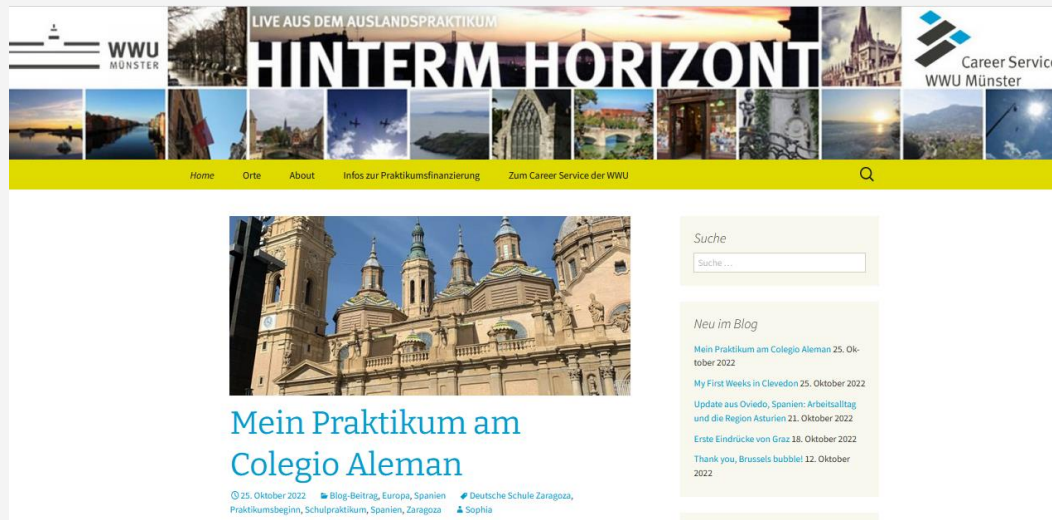 WWU
MÜNSTER
LIVE AUS DEM AUSLANDSPRAKTIKUM
HINTERM HORIZONT
Career Service
WWU Münster
Home Orte About Infos zur Praktikumsfinanzierung Zum Career Service der WWU
Mein Praktikum am
Colegio Aleman
25. Oktober 2022 Blog-Beitrag, Europa, Spanien Deutsche Schule Zaragoza,
Praktikumsbeginn, Schulpraktikum, Spanien, Zaragoza Sophia
Suche
Suche …
Neu im Blog
Mein Praktikum am Colegio Aleman 25. Ok-
tober 2022
My First Weeks in Clevedon 25. Oktober 2022
Update aus Oviedo, Spanien: Arbeitsalltag
und die Region Asturien 21. Oktober 2022
Erste Eindrücke von Graz 18. Oktober 2022
Thank you, Brussels bubble! 12. Oktober
2022